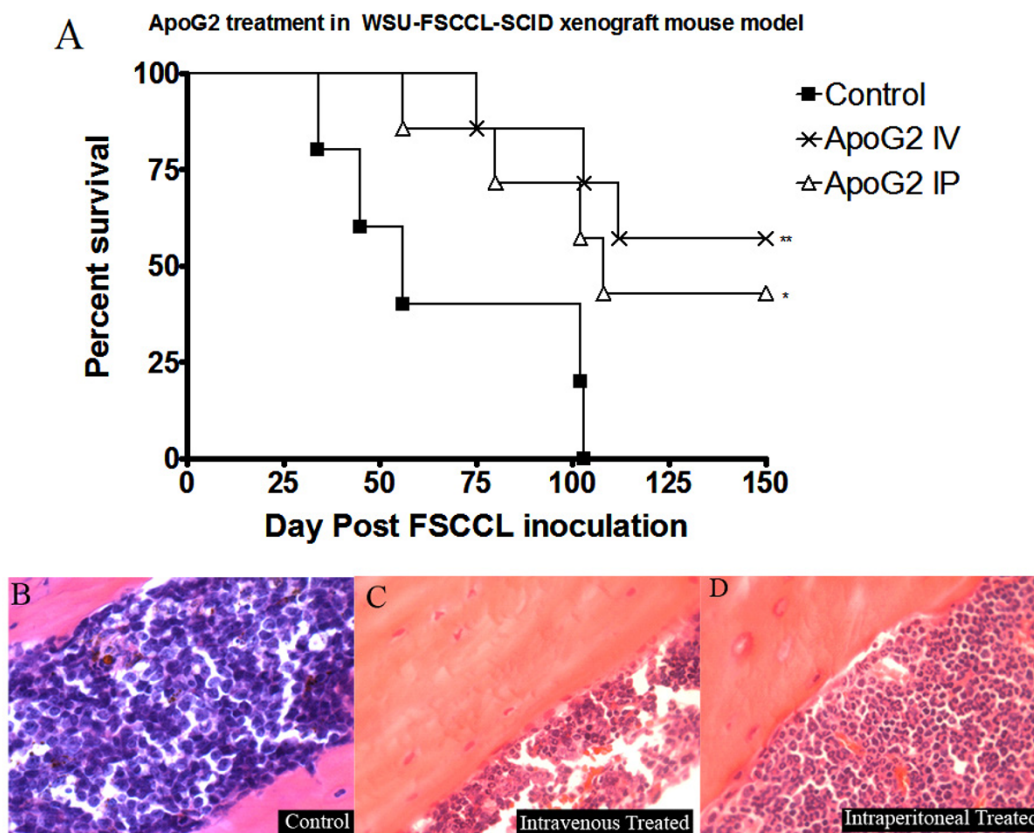 A
ApoG2 treatment in WSU-FSCCL-SCID xenograft mouse model
100
75
50
25
0
Percent survival
0 25 50 75 100 125 150
Day Post FSCCL inoculation
Control
ApoG2 IV
ApoG2 IP
**
*
B
Control
C
Intravenous Treated
D
Intraperitoneal Treated